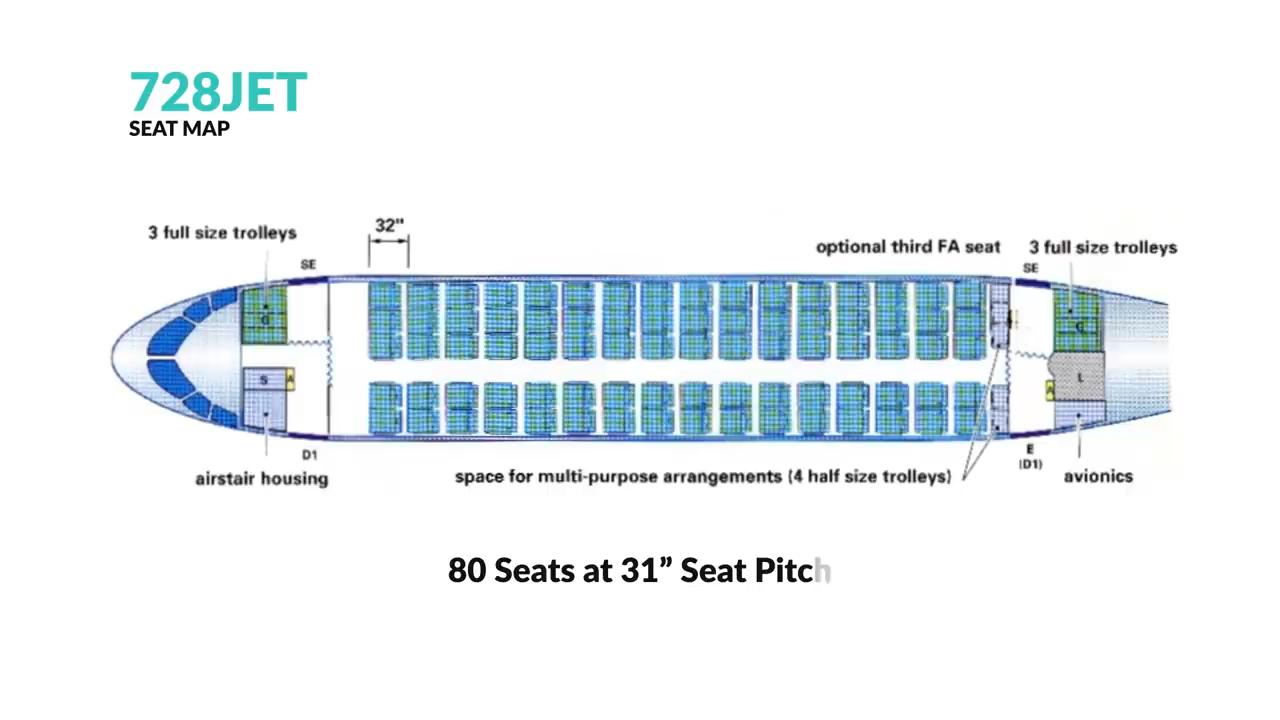 728JET
SEAT MAP
32"
3 full size trolleys
optional third FA seat
3 full size trolleys
SE
SE
G
G
S
A
L
A
D1
E
(D1)
airstair housing
space for multi-purpose arrangements (4 half size trolleys)
avionics
80 Seats at 31” Seat Pitch